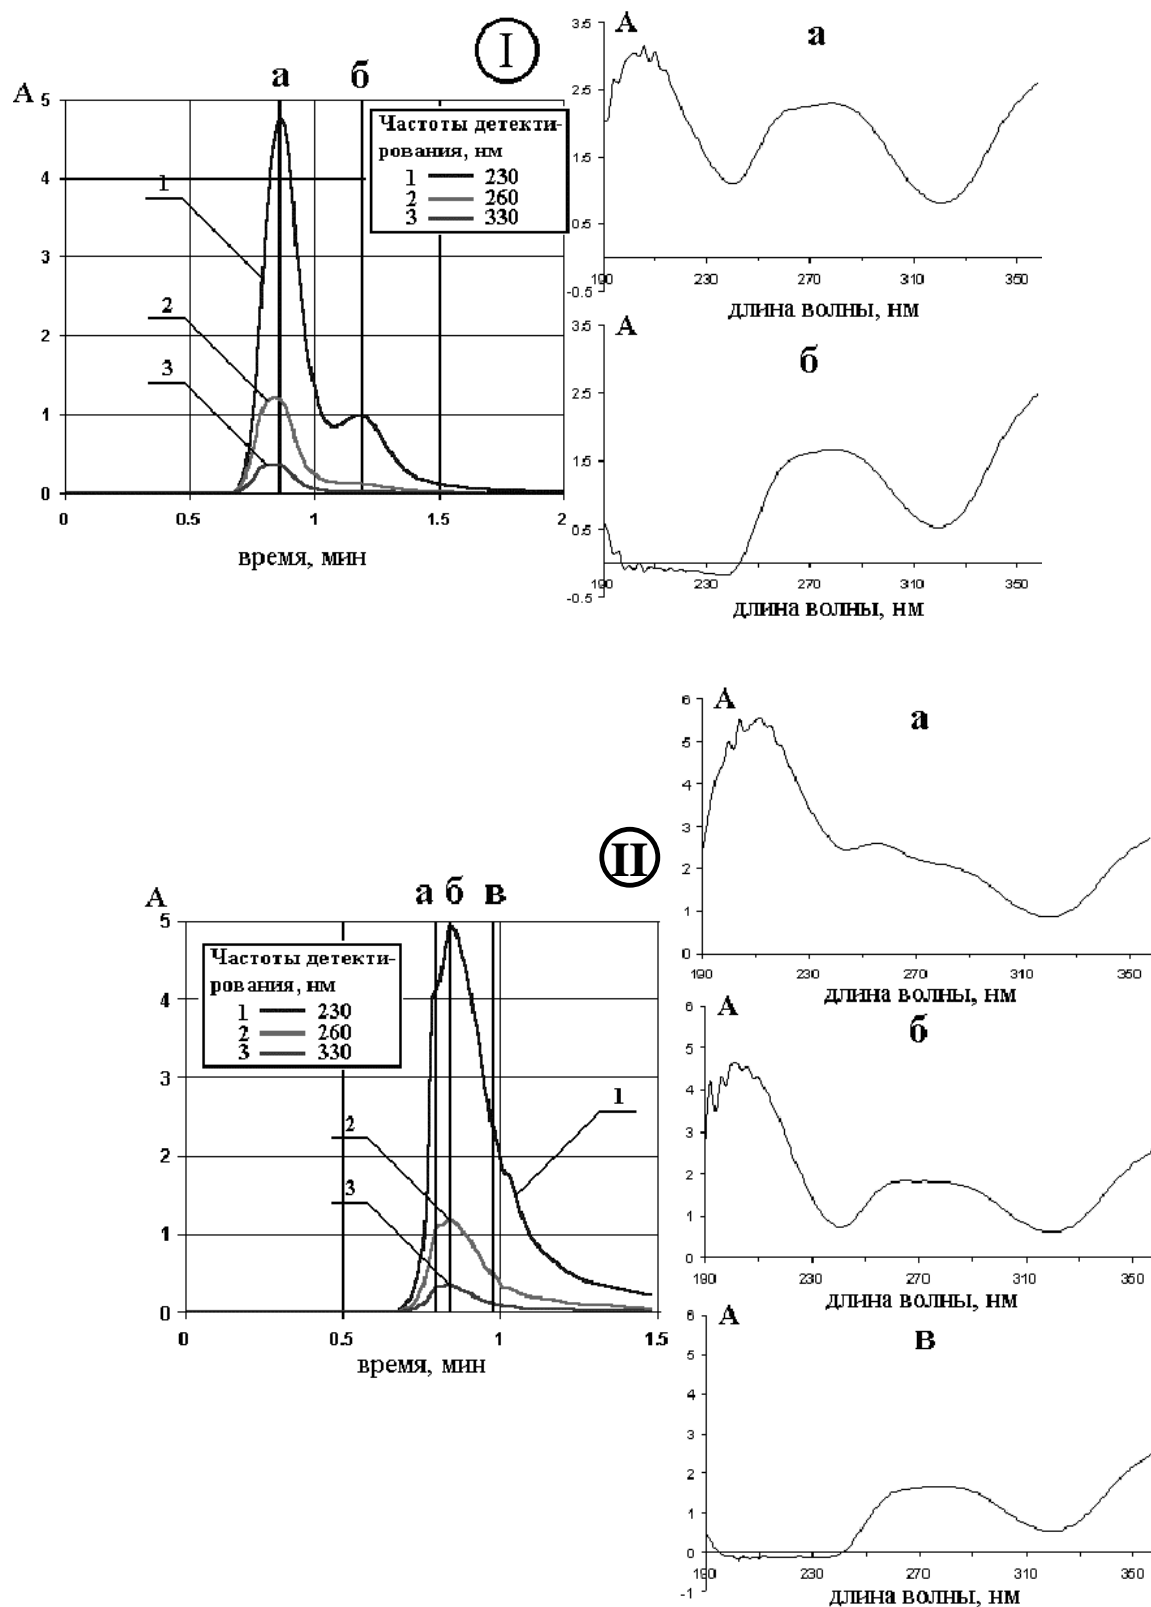 I
а б
А
5
4
3
2
1
0
Частоты детекти-
рования, нм
1 230
2 260
3 330
1
2
3
0 0.5 1 1.5 2
время, мин
А
а
3.5
2.5
1.5
0.5
-0.5
190 230 270 310 350
длина волны, нм
А
б
3.5
2.5
1.5
0.5
-0.5
190 230 270 310 350
длина волны, нм
II
а б в
А
5
4
3
2
1
0
Частоты детекти-
рования, нм
1 230
2 260
3 330
1
2
3
0 0.5 1 1.5
время, мин
А
а
6
5
4
3
2
1
0
190 230 270 310 350
длина волны, нм
А
б
6
5
4
3
2
1
0
190 230 270 310 350
длина волны, нм
А
в
6
5
4
3
2
1
0
-1
190 230 270 310 350
длина волны, нм